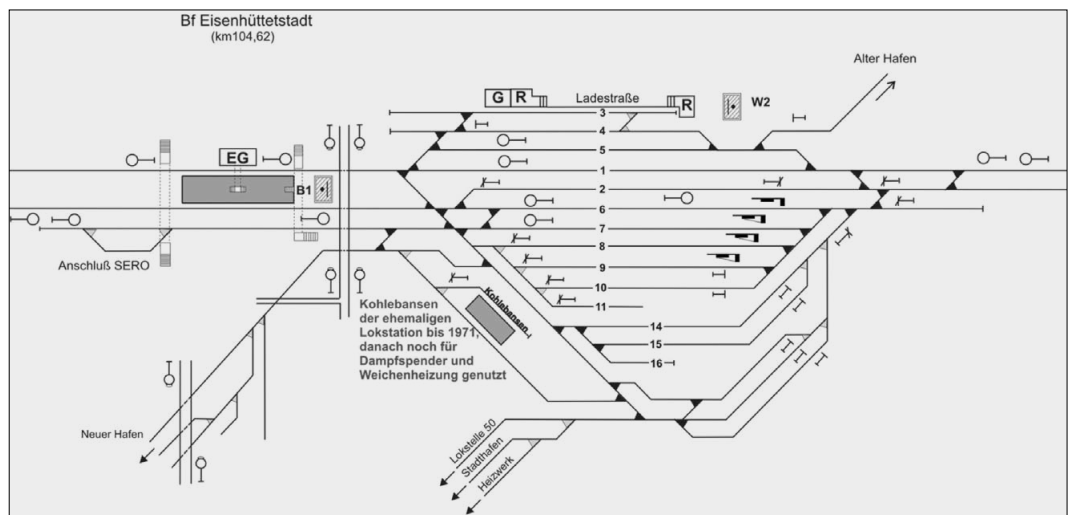 Bf Eisenhüttetstadt
(km104,62)
Alter Hafen
G R
Ladestraße
R
W2
3
4
5
EG
1
B1
2
6
7
8
Anschluß SERO
9
10
11
Kohlebansen
Kohlebansen
der ehemaligen
Lokstation bis 1971,
danach noch für
Dampfspender und
Weichenheizung genutzt
14
15
16
Neuer Hafen
Lokstelle 50
Stadthafen
Heizwerk